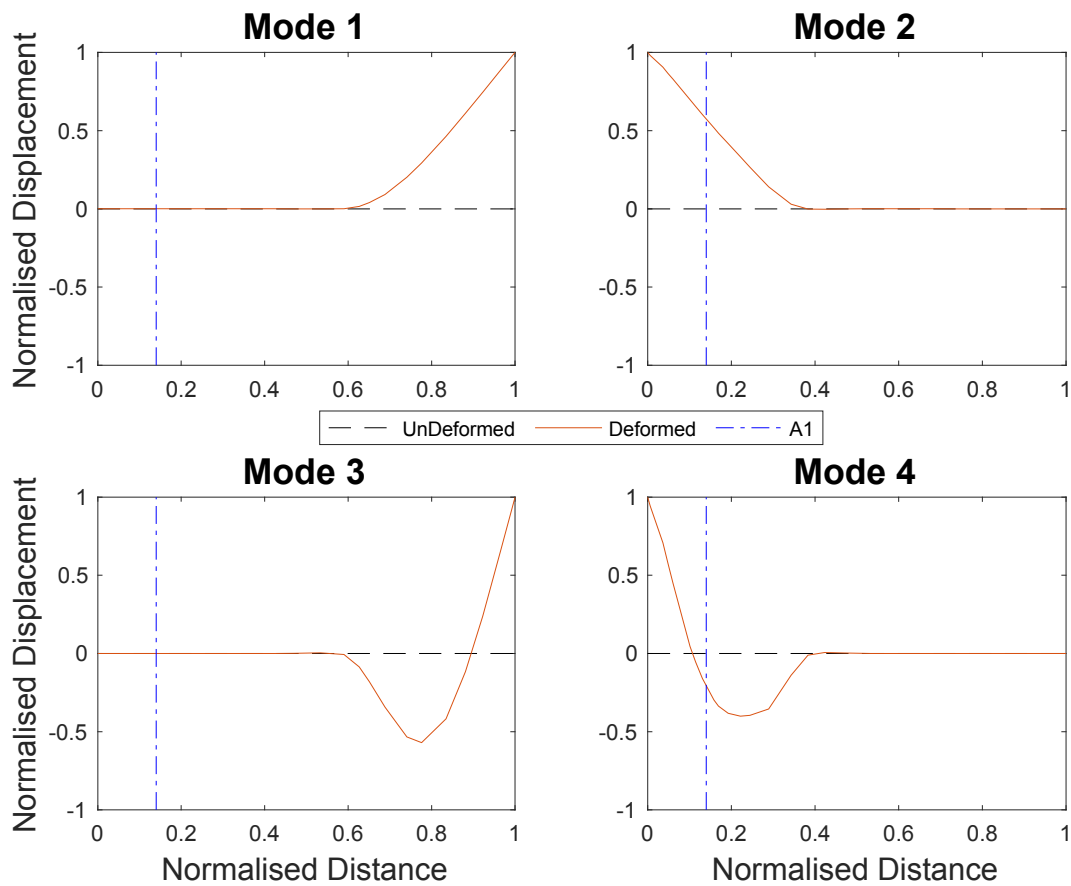 Mode 1
Mode 2
Normalised Displacement
1
0.5
0
-0.5
-1
0 0.2 0.4 0.6 0.8 1
1
0.5
0
-0.5
-1
0 0.2 0.4 0.6 0.8 1
UnDeformed Deformed A1
Mode 3
Mode 4
Normalised Displacement
1
0.5
0
-0.5
-1
0 0.2 0.4 0.6 0.8 1
Normalised Distance
1
0.5
0
-0.5
-1
0 0.2 0.4 0.6 0.8 1
Normalised Distance